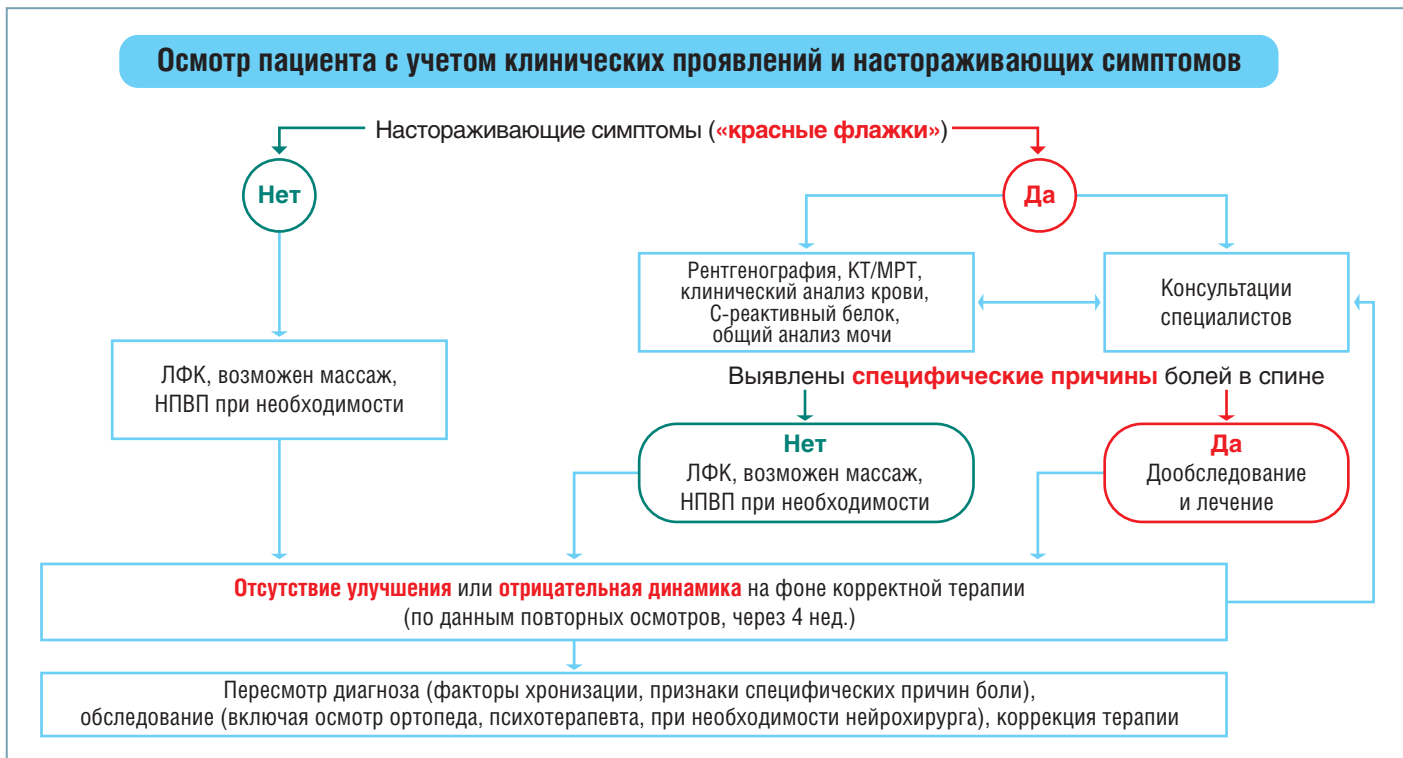 Осмотр пациента с учетом клинических проявлений и настораживающих симптомов
Настораживающие симптомы («красные флажки»)
Нет
Да
Рентгенография, КТ/МРТ,
клинический анализ крови,
С-реактивный белок,
общий анализ мочи
Консультации
специалистов
ЛФК, возможен массаж,
НПВП при необходимости
Выявлены специфические причины болей в спине
Нет
ЛФК, возможен массаж,
НПВП при необходимости
Да
Дообследование
и лечение
Отсутствие улучшения или отрицательная динамика на фоне корректной терапии
(по данным повторных осмотров, через 4 нед.)
Пересмотр диагноза (факторы хронизации, признаки специфических причин боли),
обследование (включая осмотр ортопеда, психотерапевта, при необходимости нейрохирурга), коррекция терапии